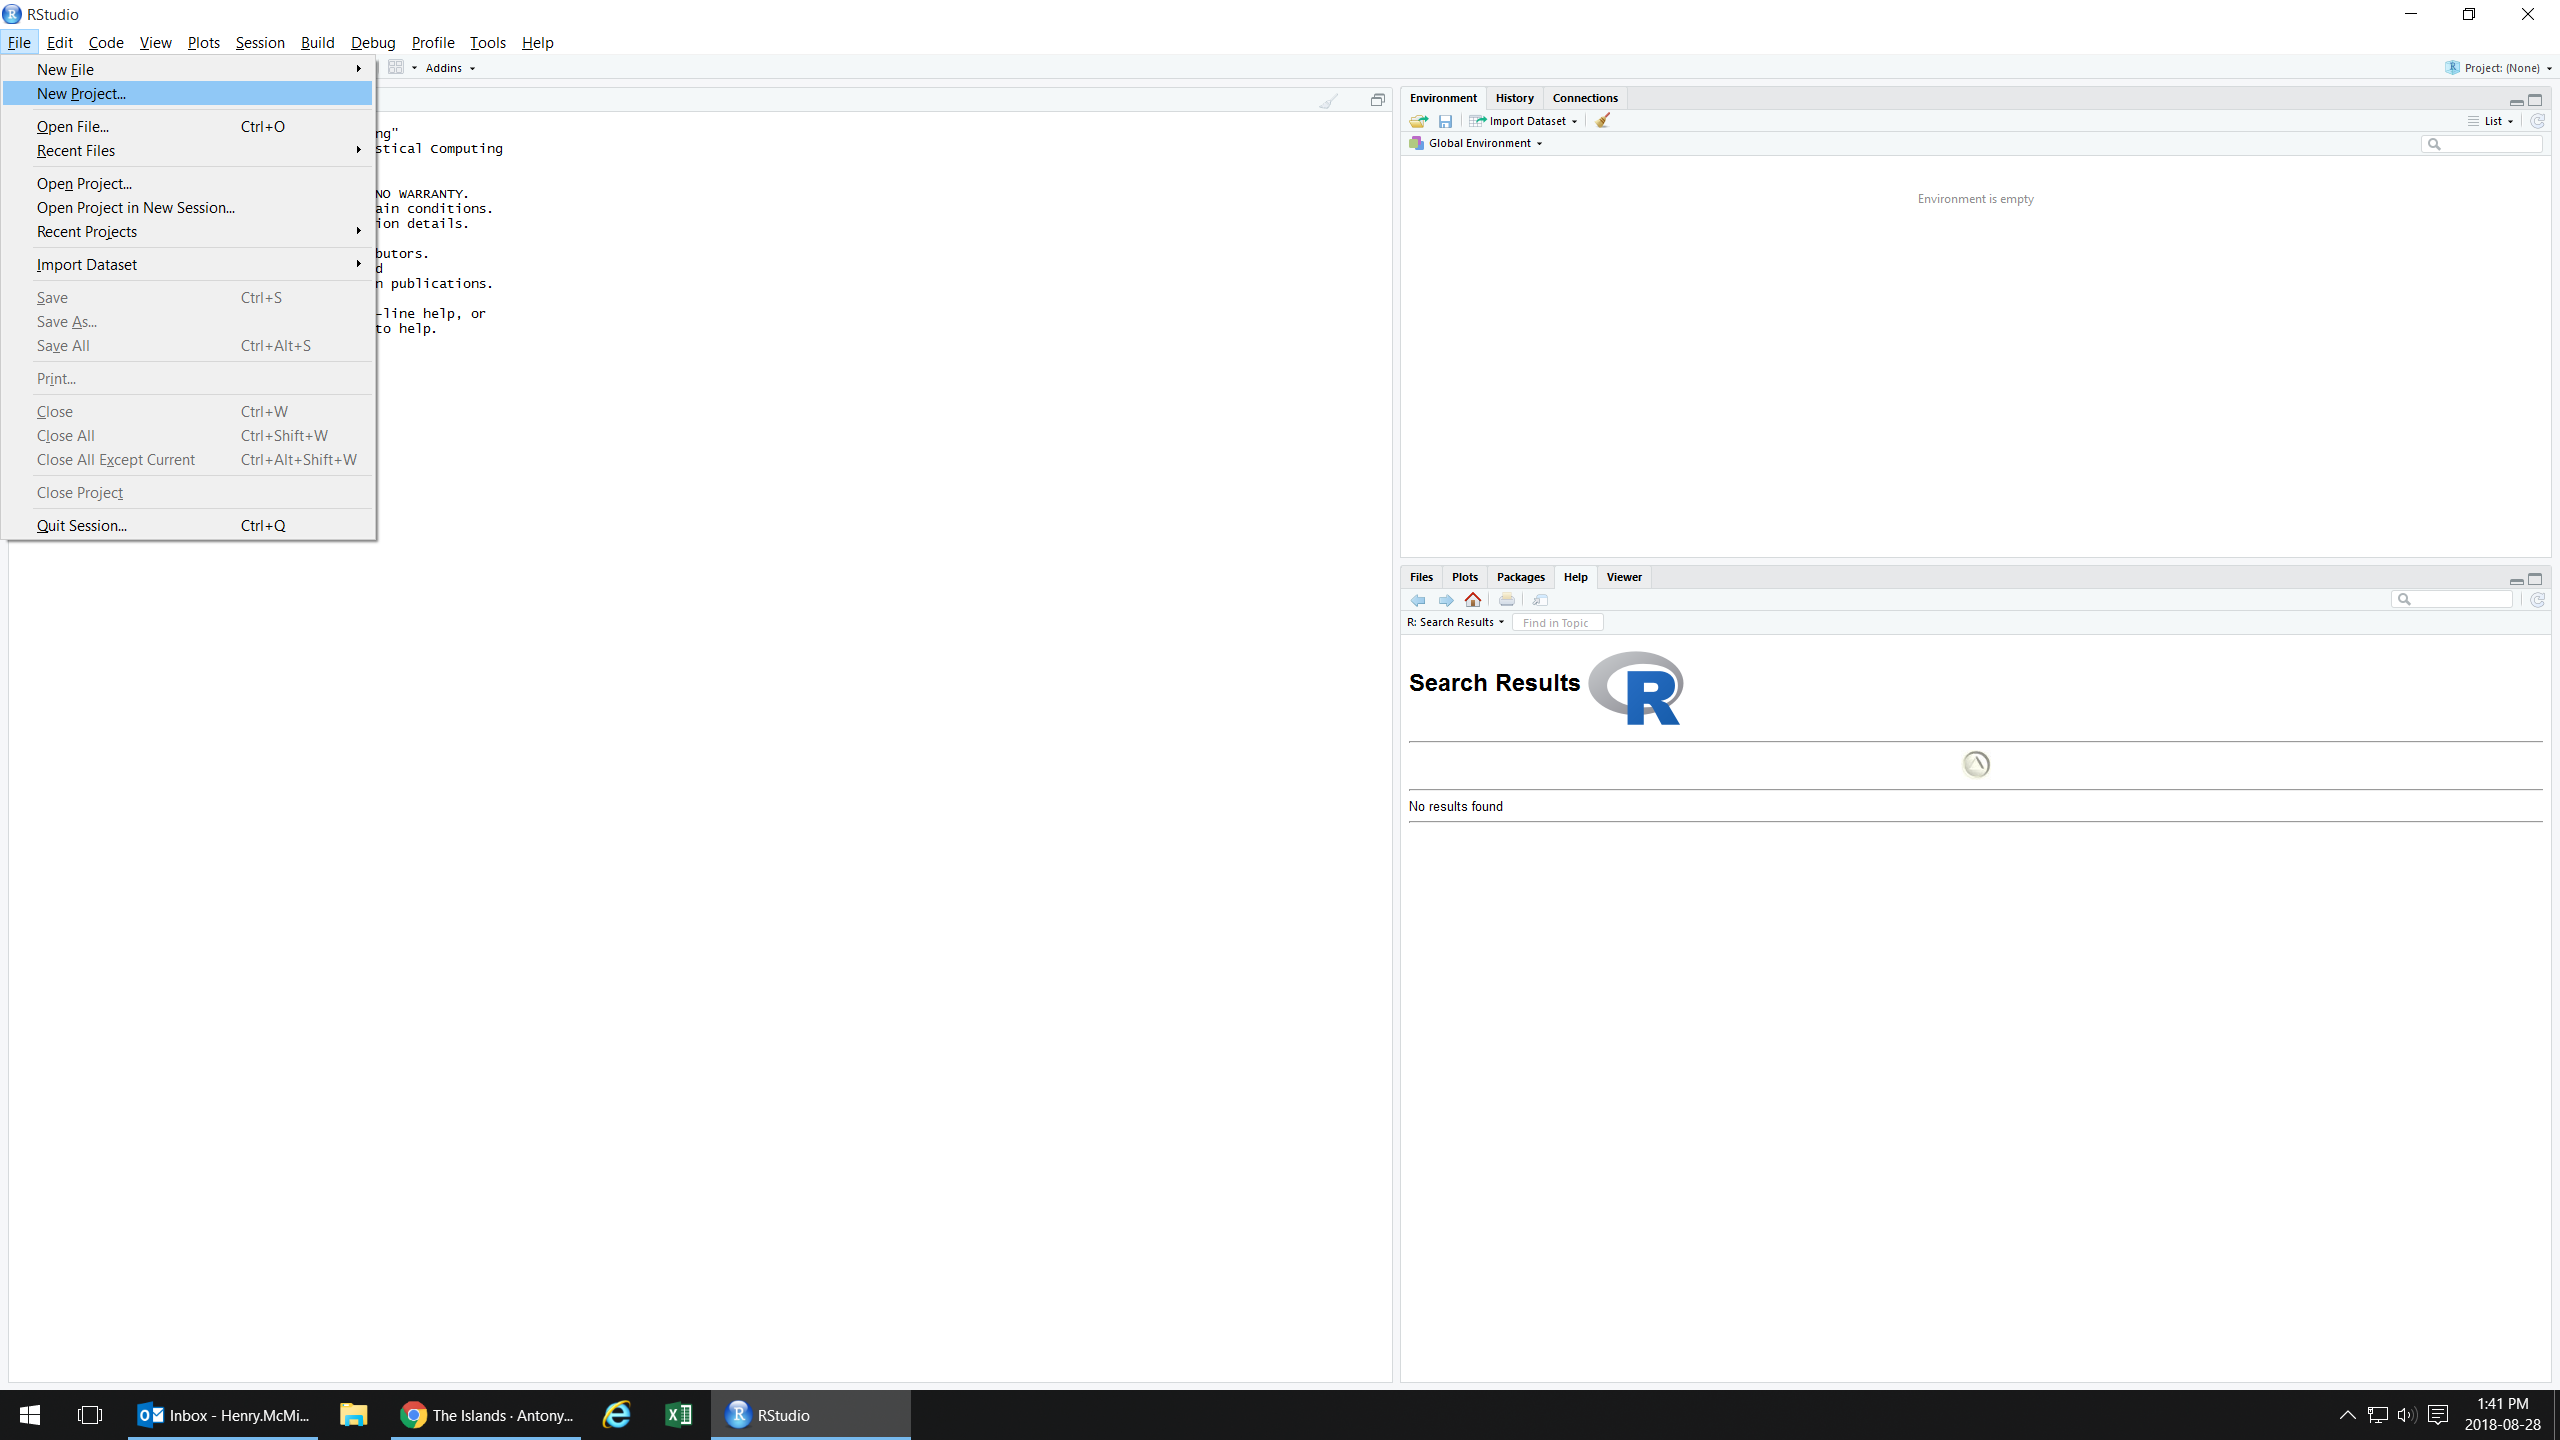 RStudio
File Edit Code View Plots Session Build Debug Profile Tools Help
Addins
Project: (None)
New File
New Project...
Open File... Ctrl+O
Recent Files
Open Project...
Open Project in New Session...
Recent Projects
Import Dataset
Save Ctrl+S
Save As...
Save All Ctrl+Alt+S
Print...
Close Ctrl+W
Close All Ctrl+Shift+W
Close All Except Current Ctrl+Alt+Shift+W
Close Project
Quit Session... Ctrl+Q
ng"
stical Computing
NO WARRANTY.
ain conditions.
ion details.
butors.
d
n publications.
-line help, or
to help.
Environment History Connections
Import Dataset List
Global Environment
Environment is empty
Files Plots Packages Help Viewer
R: Search Results Find in Topic
Search Results R
No results found
Inbox - Henry.McMi... The Islands · Antony... RStudio
1:41 PM
2018-08-28